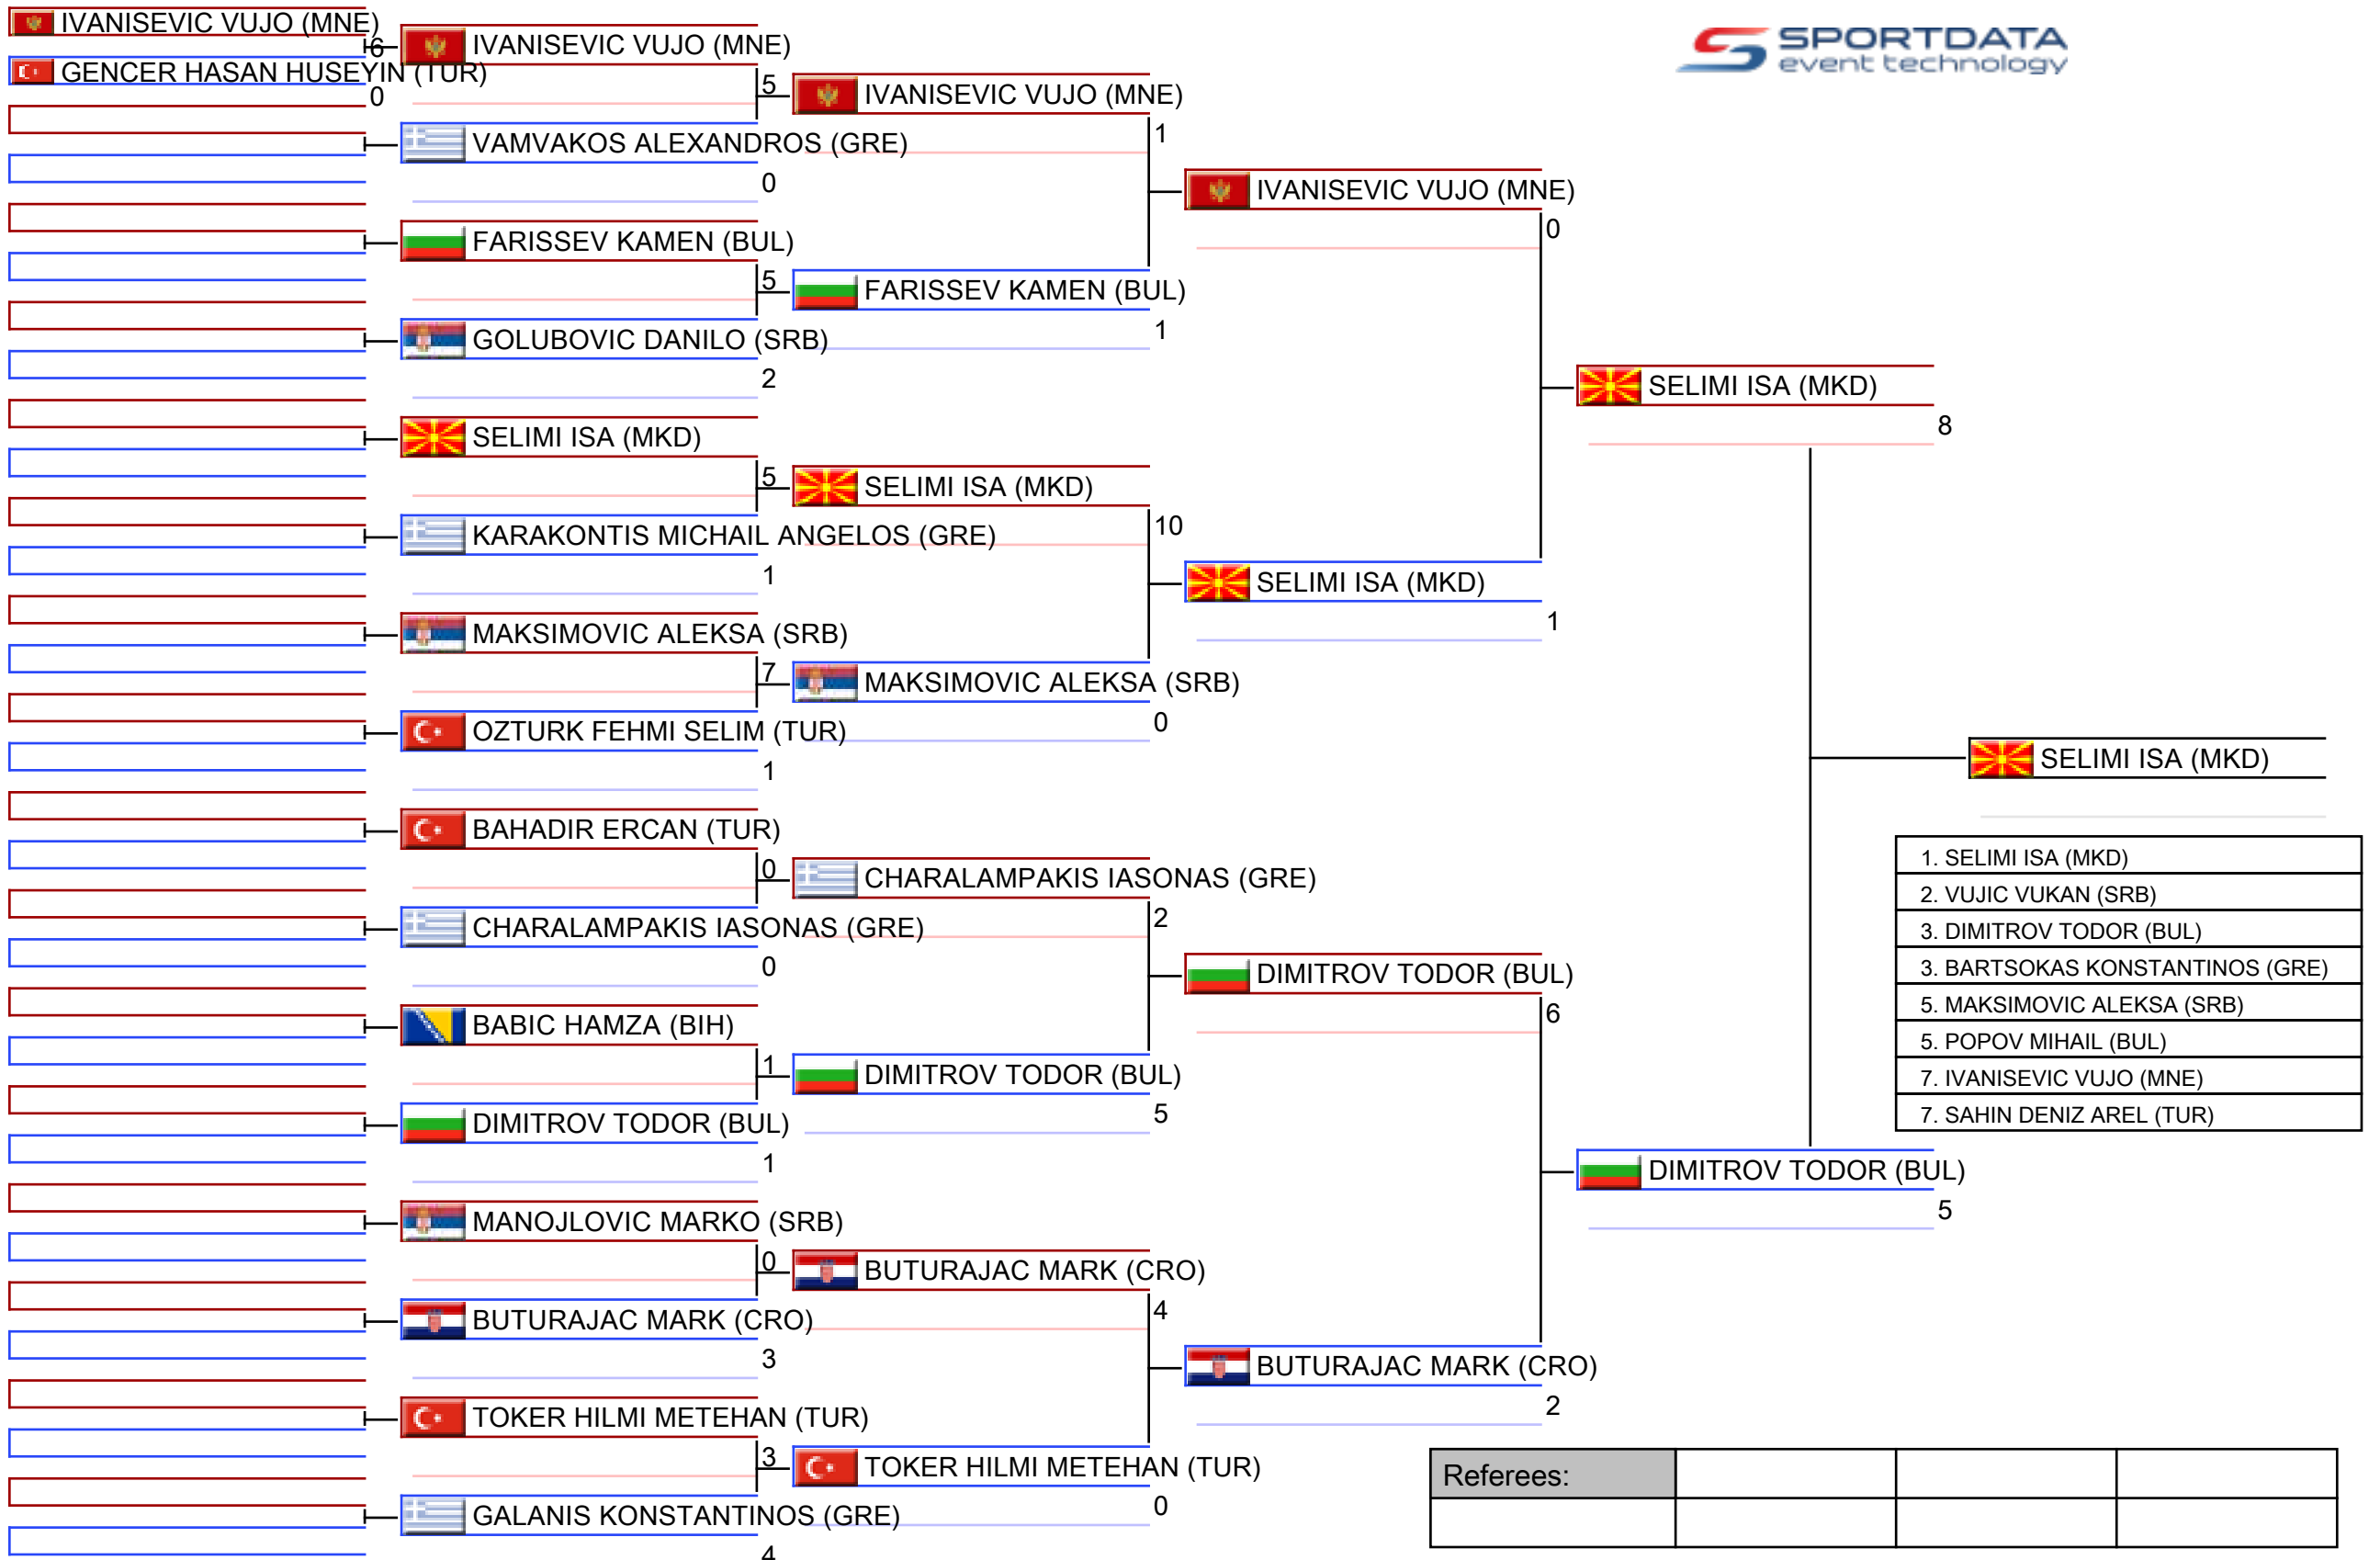 IVANISEVIC VUJO (MNE)
6
GENCER HASAN HUSEYIN (TUR)
0
IVANISEVIC VUJO (MNE)
5
VAMVAKOS ALEXANDROS (GRE)
0
FARISSEV KAMEN (BUL)
5
GOLUBOVIC DANILO (SRB)
2
SELIMI ISA (MKD)
5
KARAKONTIS MICHAIL ANGELOS (GRE)
1
MAKSIMOVIC ALEKSA (SRB)
7
OZTURK FEHMI SELIM (TUR)
1
BAHADIR ERCAN (TUR)
0
CHARALAMPAKIS IASONAS (GRE)
0
BABIC HAMZA (BIH)
1
DIMITROV TODOR (BUL)
1
MANOJLOVIC MARKO (SRB)
0
BUTURAJAC MARK (CRO)
3
TOKER HILMI METEHAN (TUR)
3
GALANIS KONSTANTINOS (GRE)
4
IVANISEVIC VUJO (MNE)
1
FARISSEV KAMEN (BUL)
1
SELIMI ISA (MKD)
10
MAKSIMOVIC ALEKSA (SRB)
0
CHARALAMPAKIS IASONAS (GRE)
2
DIMITROV TODOR (BUL)
5
BUTURAJAC MARK (CRO)
4
TOKER HILMI METEHAN (TUR)
0
IVANISEVIC VUJO (MNE)
0
SELIMI ISA (MKD)
1
DIMITROV TODOR (BUL)
6
BUTURAJAC MARK (CRO)
2
SPORTDATA
event technology
SELIMI ISA (MKD)
8
DIMITROV TODOR (BUL)
5
SELIMI ISA (MKD)
1. SELIMI ISA (MKD)
2. VUJIC VUKAN (SRB)
3. DIMITROV TODOR (BUL)
3. BARTSOKAS KONSTANTINOS (GRE)
5. MAKSIMOVIC ALEKSA (SRB)
5. POPOV MIHAIL (BUL)
7. IVANISEVIC VUJO (MNE)
7. SAHIN DENIZ AREL (TUR)
Referees: